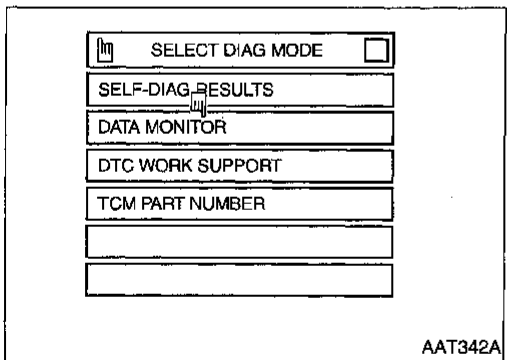 SELECT DIAG MODE
SELF-DIAG RESULTS
DATA MONITOR
DTC WORK SUPPORT
TCM PART NUMBER
AAT342A